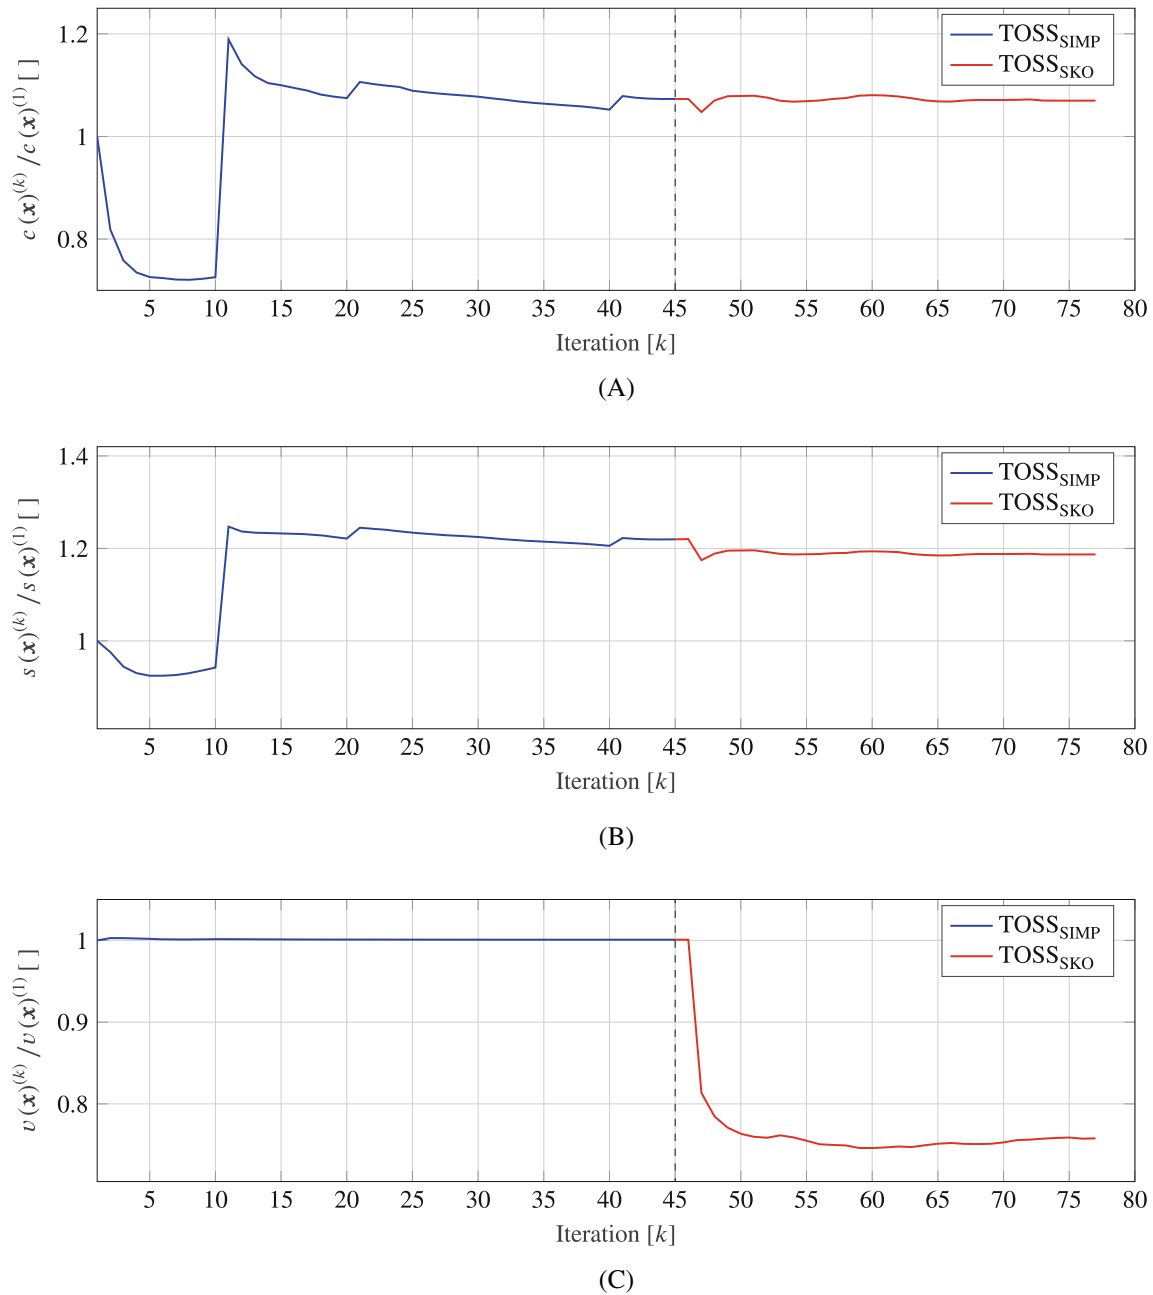 1.2
1
0.8
c(x)^(k)/c(x)^(1) [ ]
TOSS_SIMP
TOSS_SKO
5 10 15 20 25 30 35 40 45 50 55 60 65 70 75 80
Iteration [k]
(A)
1.4
1.2
1
s(x)^(k)/s(x)^(1) [ ]
TOSS_SIMP
TOSS_SKO
5 10 15 20 25 30 35 40 45 50 55 60 65 70 75 80
Iteration [k]
(B)
1
0.9
0.8
v(x)^(k)/v(x)^(1) [ ]
TOSS_SIMP
TOSS_SKO
5 10 15 20 25 30 35 40 45 50 55 60 65 70 75 80
Iteration [k]
(C)